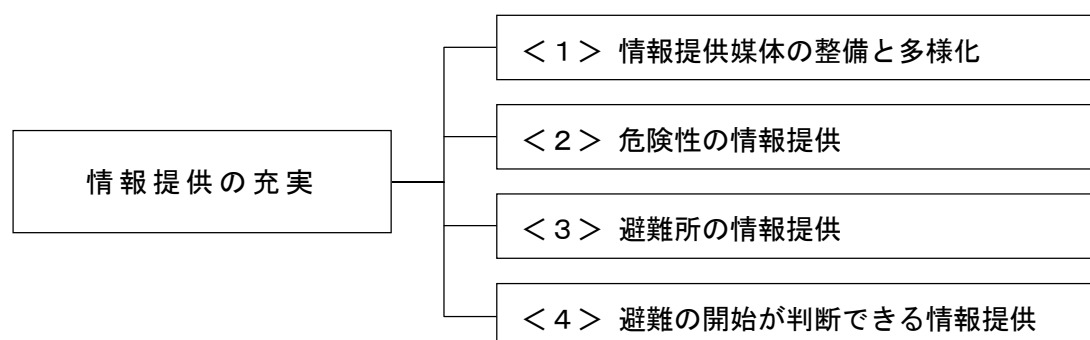 情報提供の充実
＜１＞ 情報提供媒体の整備と多様化
＜２＞ 危険性の情報提供
＜３＞ 避難所の情報提供
＜４＞ 避難の開始が判断できる情報提供